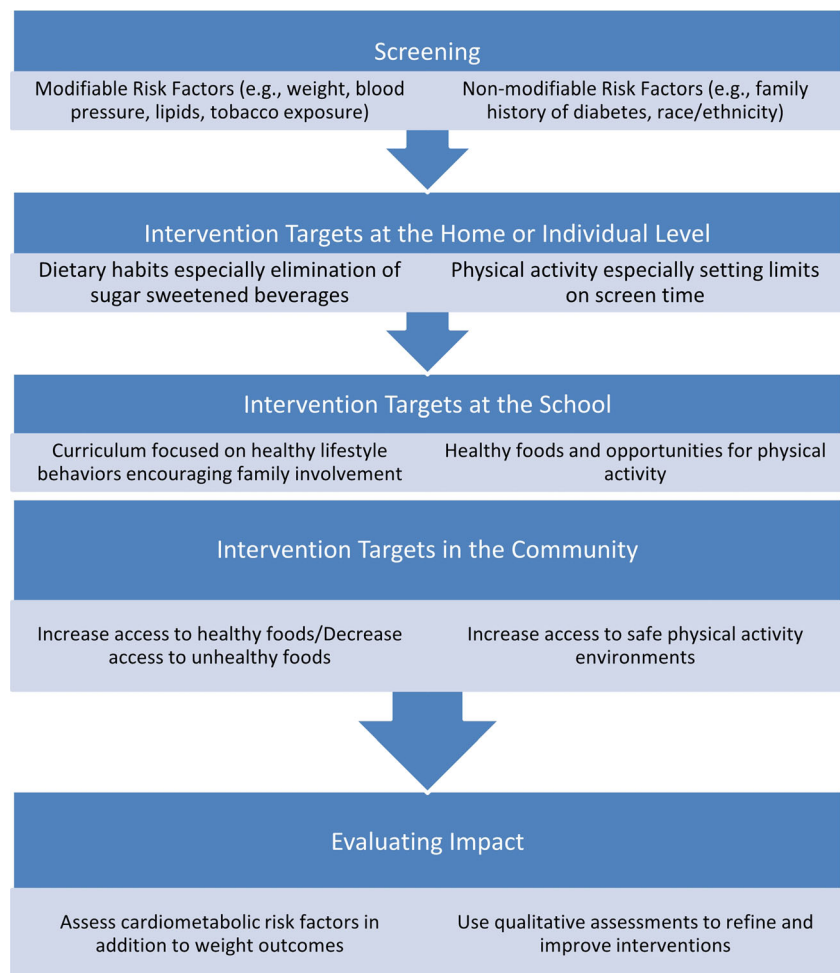 Screening
Modifiable Risk Factors (e.g., weight, blood
pressure, lipids, tobacco exposure)
Non-modifiable Risk Factors (e.g., family
history of diabetes, race/ethnicity)
Intervention Targets at the Home or Individual Level
Dietary habits especially elimination of
sugar sweetened beverages
Physical activity especially setting limits
on screen time
Intervention Targets at the School
Curriculum focused on healthy lifestyle
behaviors encouraging family involvement
Healthy foods and opportunities for physical
activity
Intervention Targets in the Community
Increase access to healthy foods/Decrease
access to unhealthy foods
Increase access to safe physical activity
environments
Evaluating Impact
Assess cardiometabolic risk factors in
addition to weight outcomes
Use qualitative assessments to refine and
improve interventions